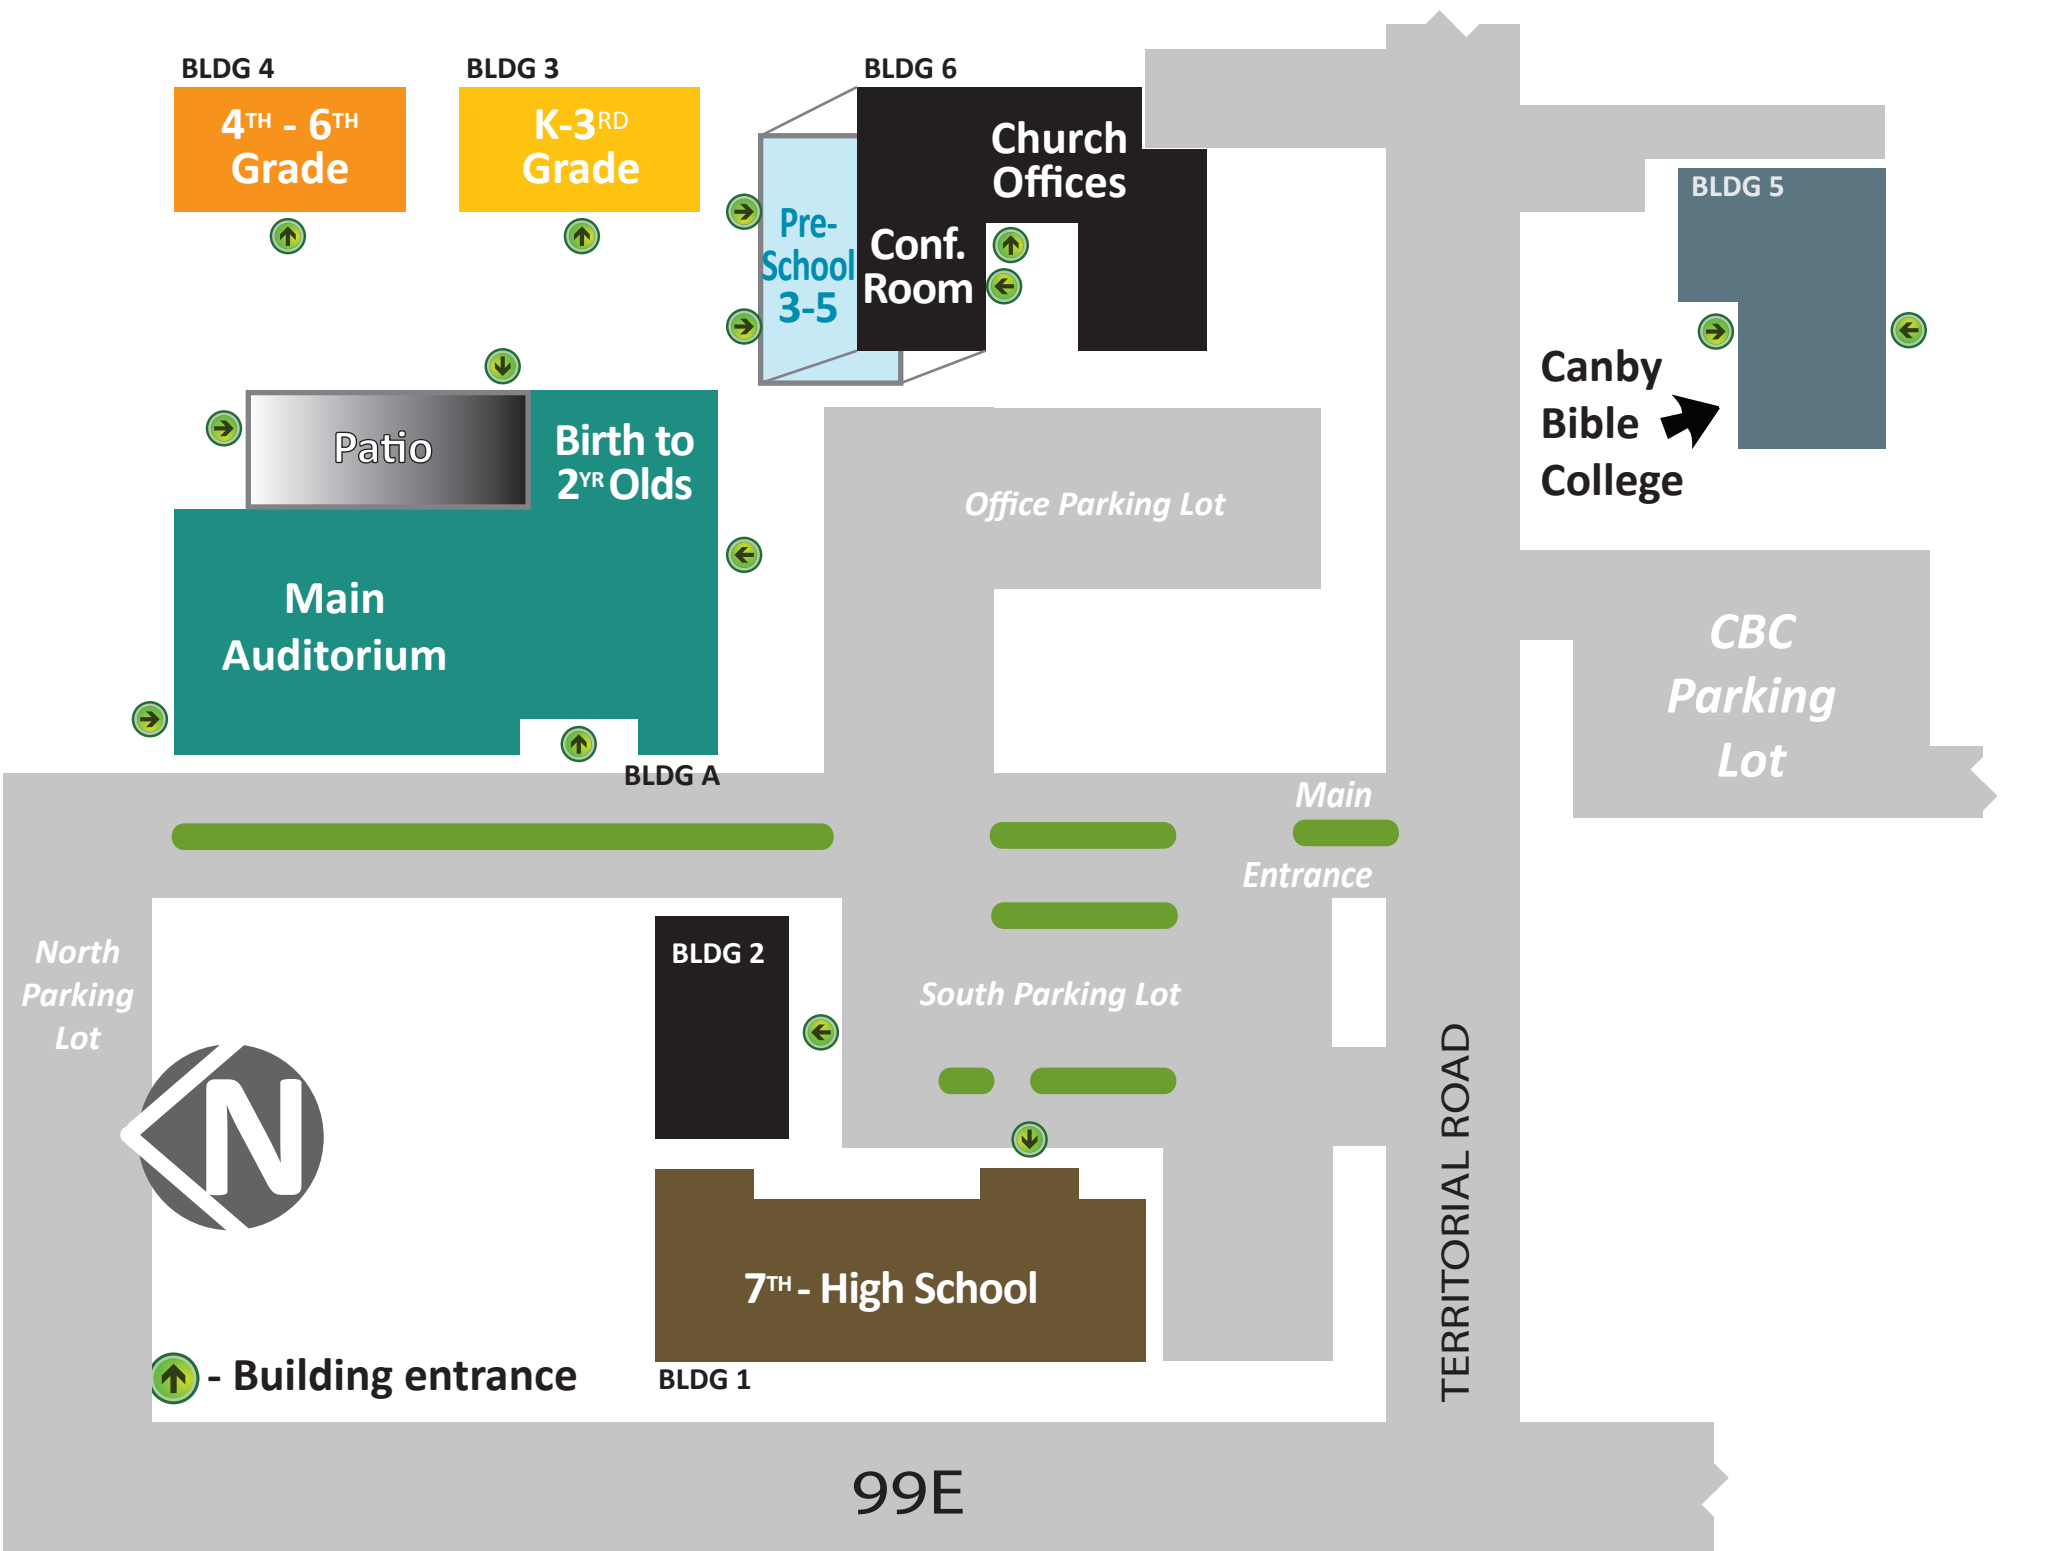 BLDG 4
4TH - 6TH
Grade
BLDG 3
K-3RD
Grade
BLDG 6
Church
Offices
Conf.
Room
Pre-
School
3-5
BLDG 5
Canby
Bible
College
Patio
Birth to
2YR Olds
Main
Auditorium
BLDG A
Office Parking Lot
CBC
Parking
Lot
Main
Entrance
North
Parking
Lot
BLDG 2
South Parking Lot
N
TERRITORIAL ROAD
7TH - High School
BLDG 1
- Building entrance
99E